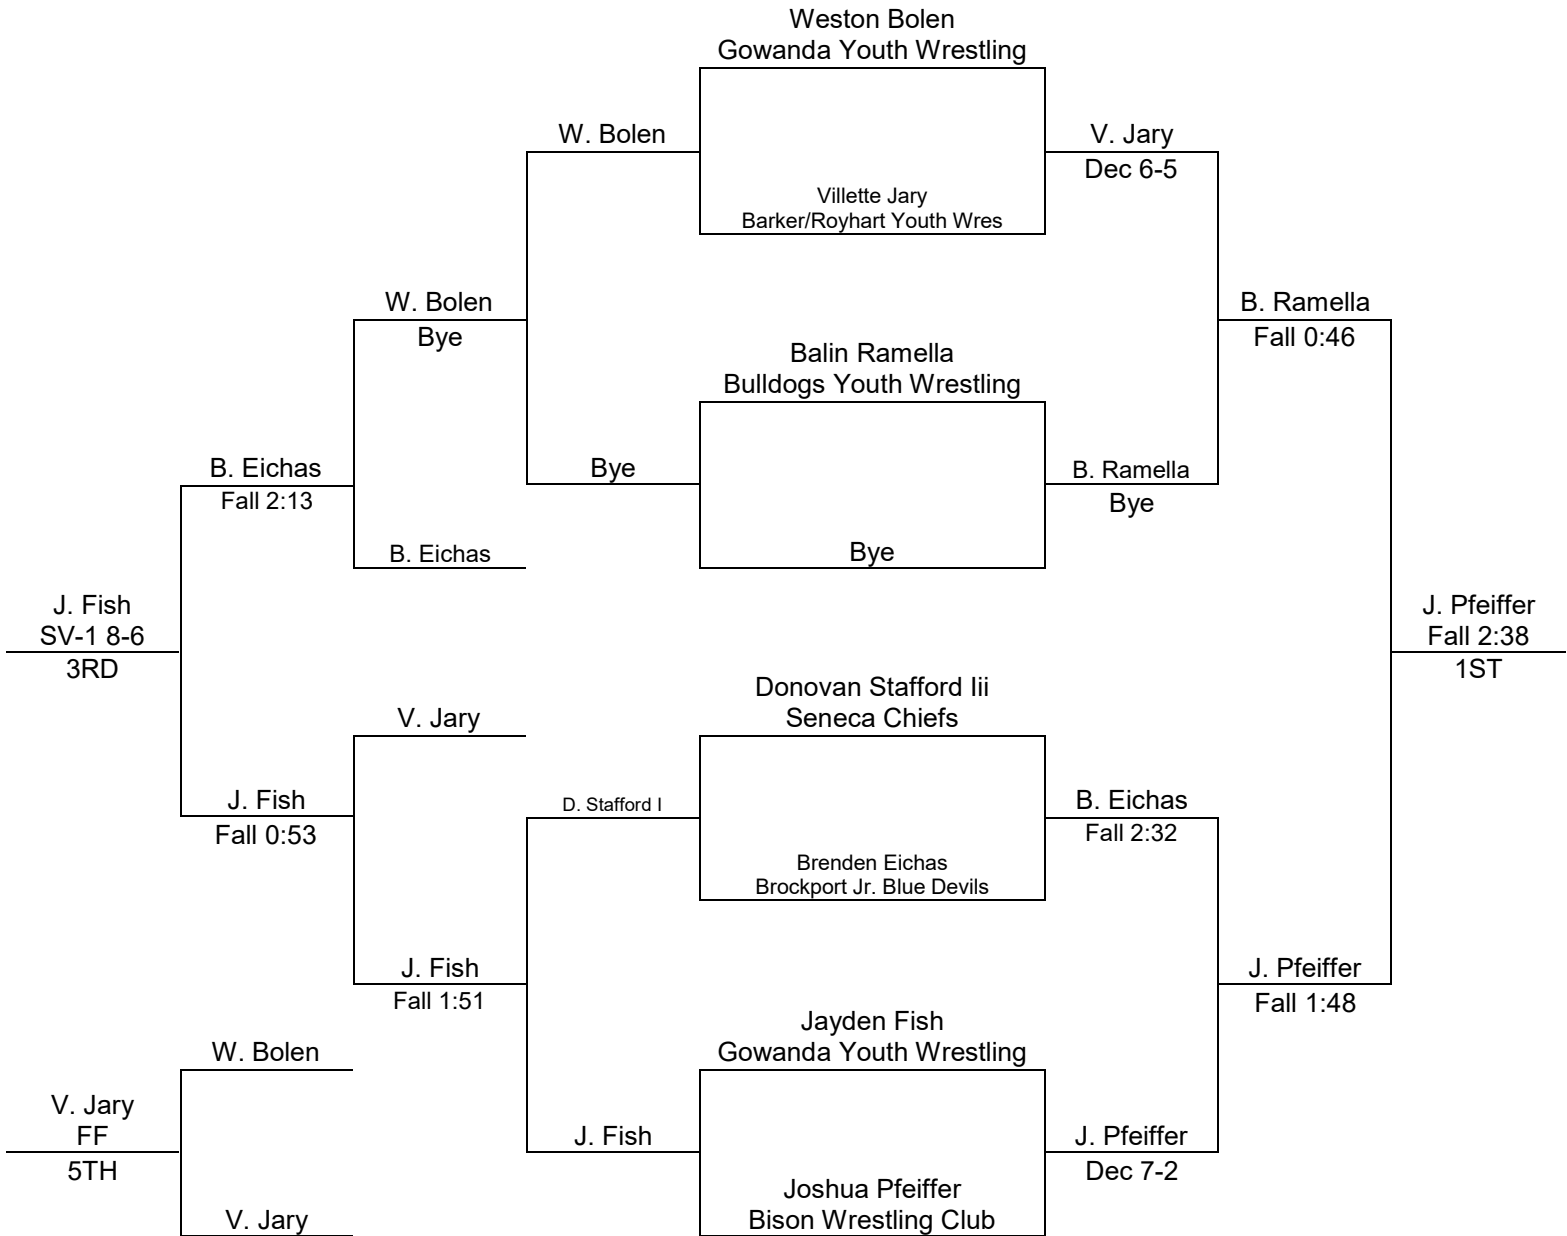 Weston Bolen
Gowanda Youth Wrestling
W. Bolen
V. Jary
Dec 6-5
Villette Jary
Barker/Royhart Youth Wres
W. Bolen
Bye
B. Ramella
Fall 0:46
Balin Ramella
Bulldogs Youth Wrestling
B. Eichas
Fall 2:13
Bye
B. Ramella
Bye
B. Eichas
Bye
J. Fish
SV-1 8-6
3RD
J. Pfeiffer
Fall 2:38
1ST
Donovan Stafford Iii
Seneca Chiefs
V. Jary
J. Fish
Fall 0:53
D. Stafford I
B. Eichas
Fall 2:32
Brenden Eichas
Brockport Jr. Blue Devils
J. Fish
Fall 1:51
J. Pfeiffer
Fall 1:48
Jayden Fish
Gowanda Youth Wrestling
W. Bolen
V. Jary
FF
5TH
J. Fish
J. Pfeiffer
Dec 7-2
Joshua Pfeiffer
Bison Wrestling Club
V. Jary